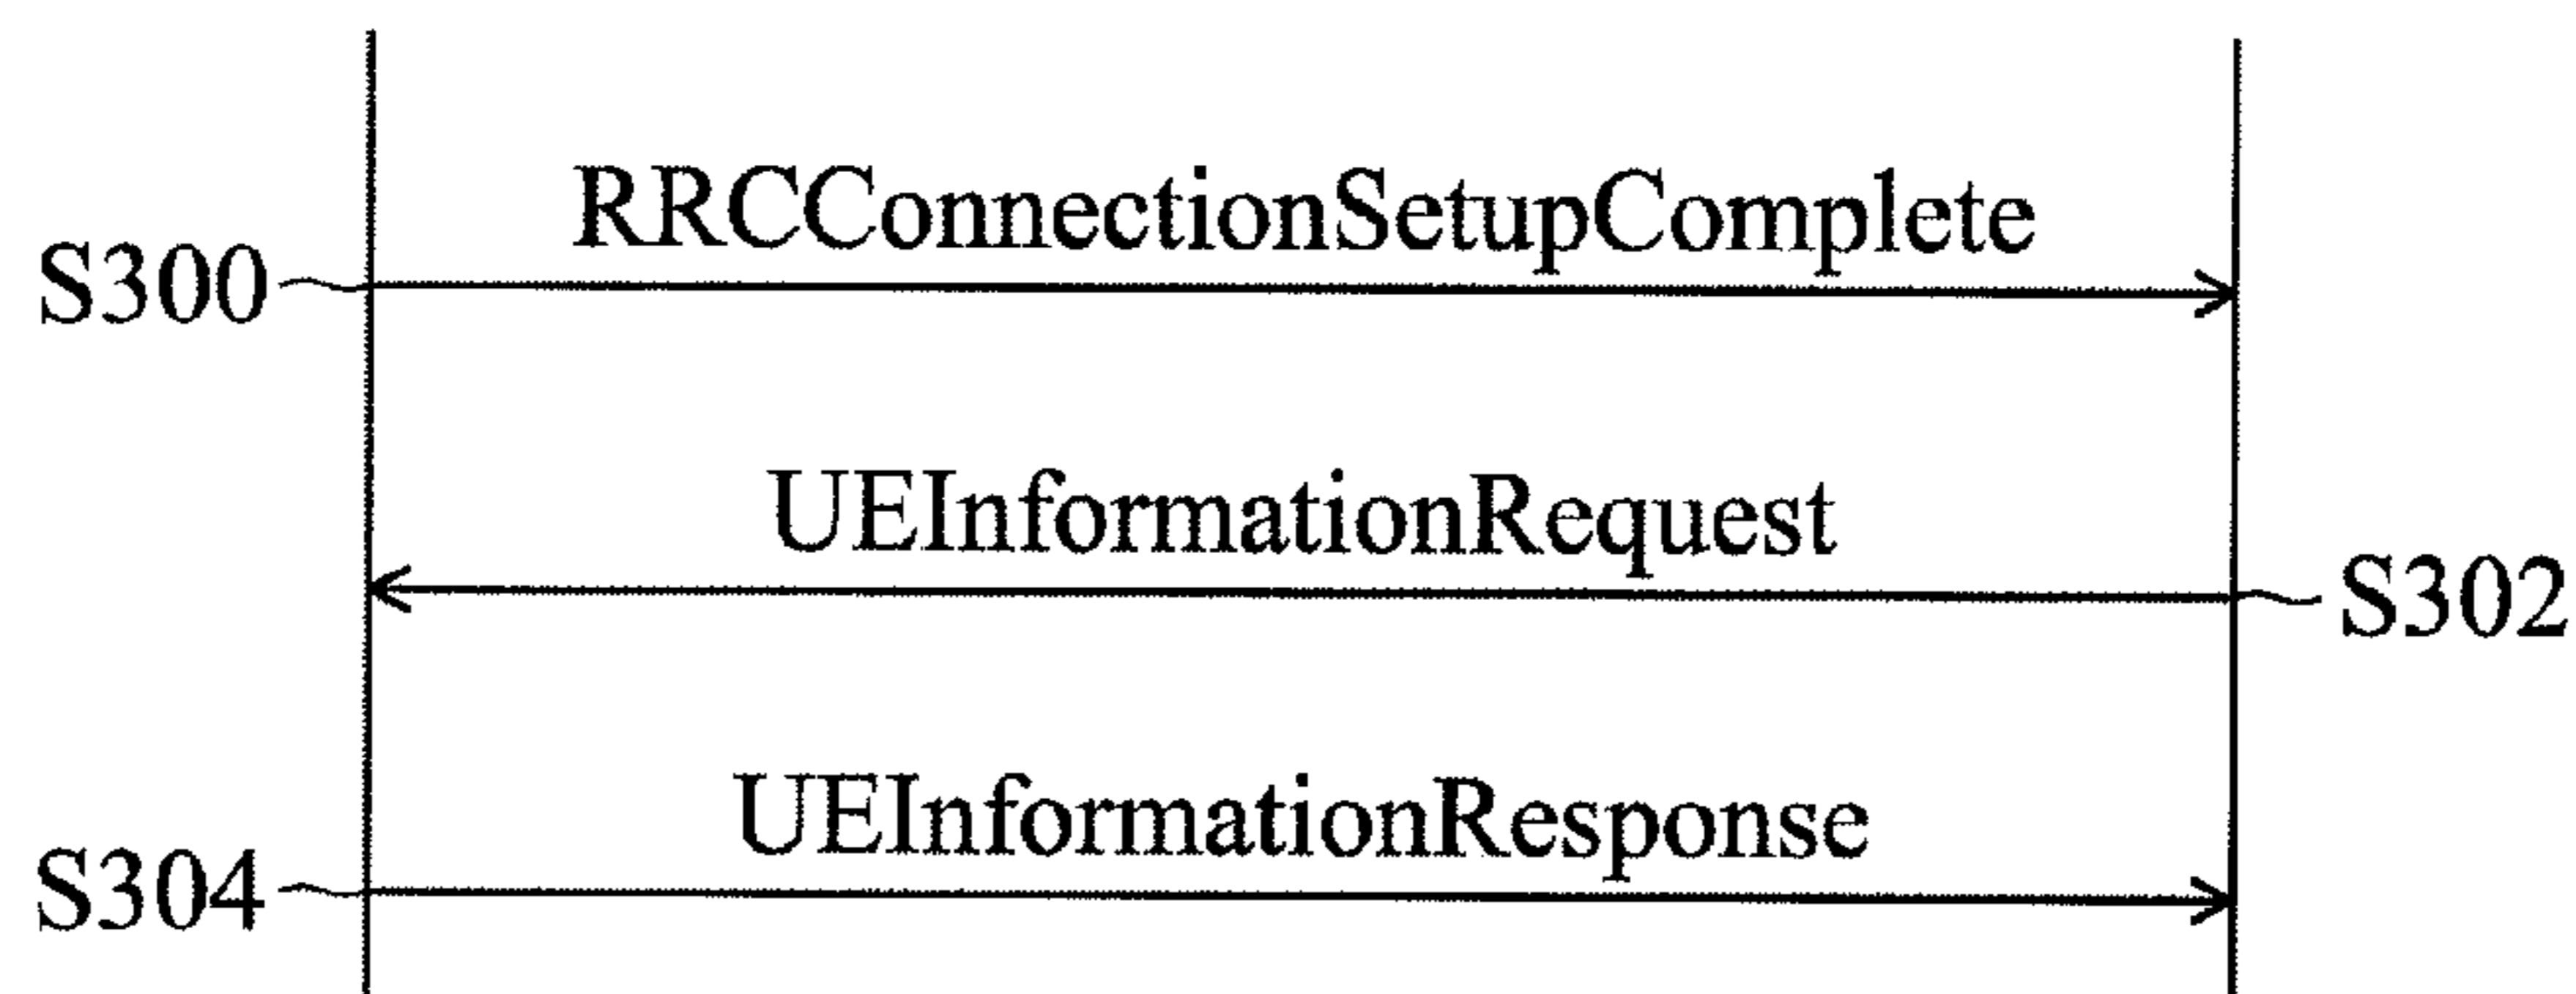 RRCConnectionSetupComplete
S300
UEInformationRequest
S302
UEInformationResponse
S304